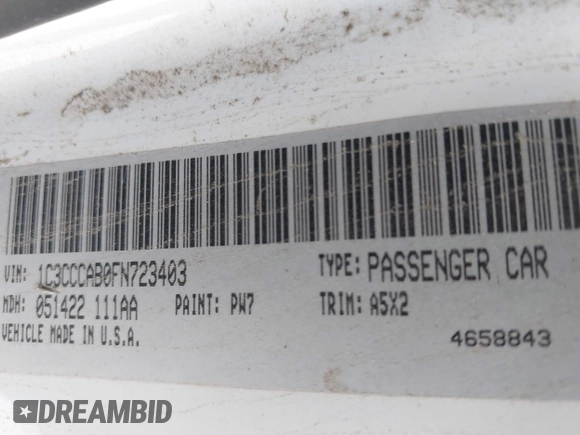 VIN: 1C3CCCAB0FN723403
TYPE: PASSENGER CAR
MDH: 051422 111AA
PAINT: PW7
TRIM: A5X2
VEHICLE MADE IN U.S.A.
4658843
DREAMBID